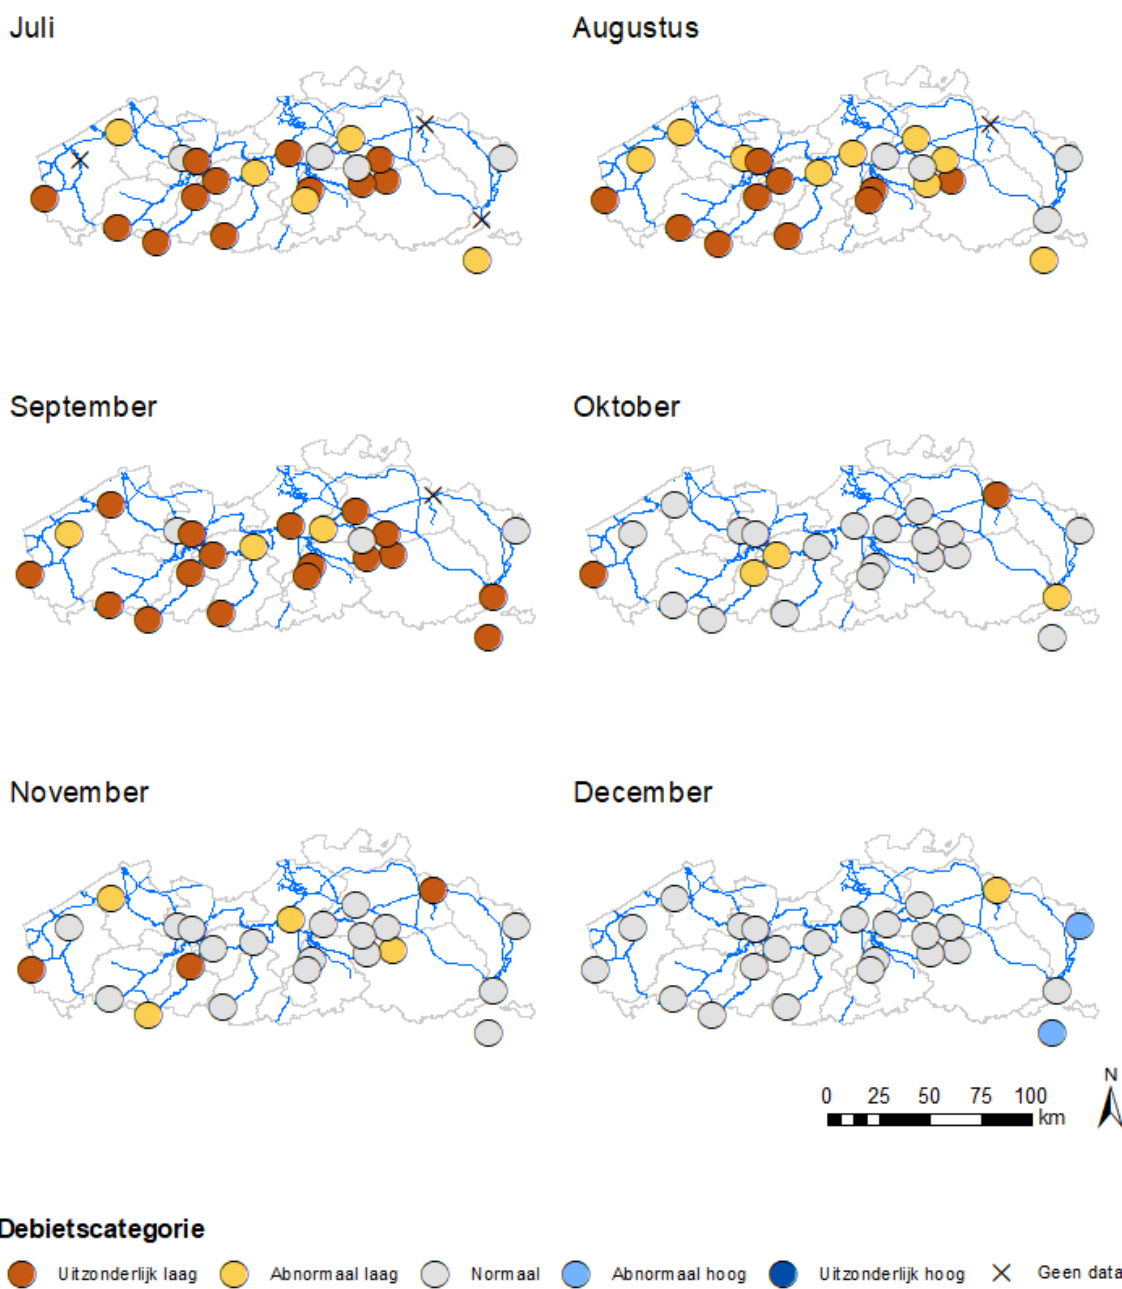 Juli
Augustus
September
Oktober
November
December
0 25 50 75 100
km
N
Debietscategorie
Uitzonderlijk laag
Abnormaal laag
Normaal
Abnormaal hoog
Uitzonderlijk hoog
Geen data